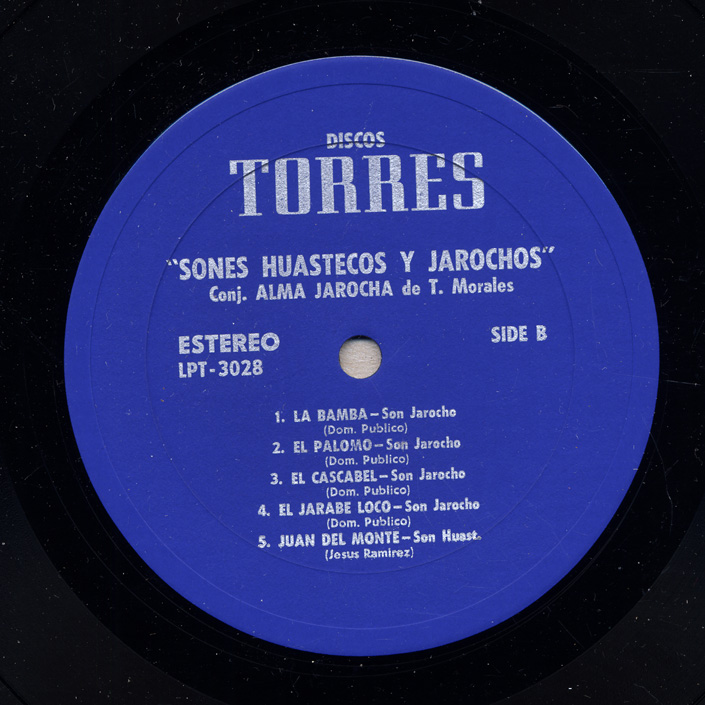 DISCOS
TORRES
"SONES HUASTECOS Y JAROCHOS"
Conj. ALMA JAROCHA de T. Morales
ESTEREO
SIDE B
LPT-3028
1. LA BAMBA—Son Jarocho
(Dom. Publico)
2. EL PALOMO—Son Jarocho
(Dom. Publico)
3. EL CASCABEL—Son Jarocho
(Dom. Publico)
4. EL JARABE LOCO—Son Jarocho
(Dom. Publico)
5. JUAN DEL MONTE—Son Huast.
(Jesus Ramirez)